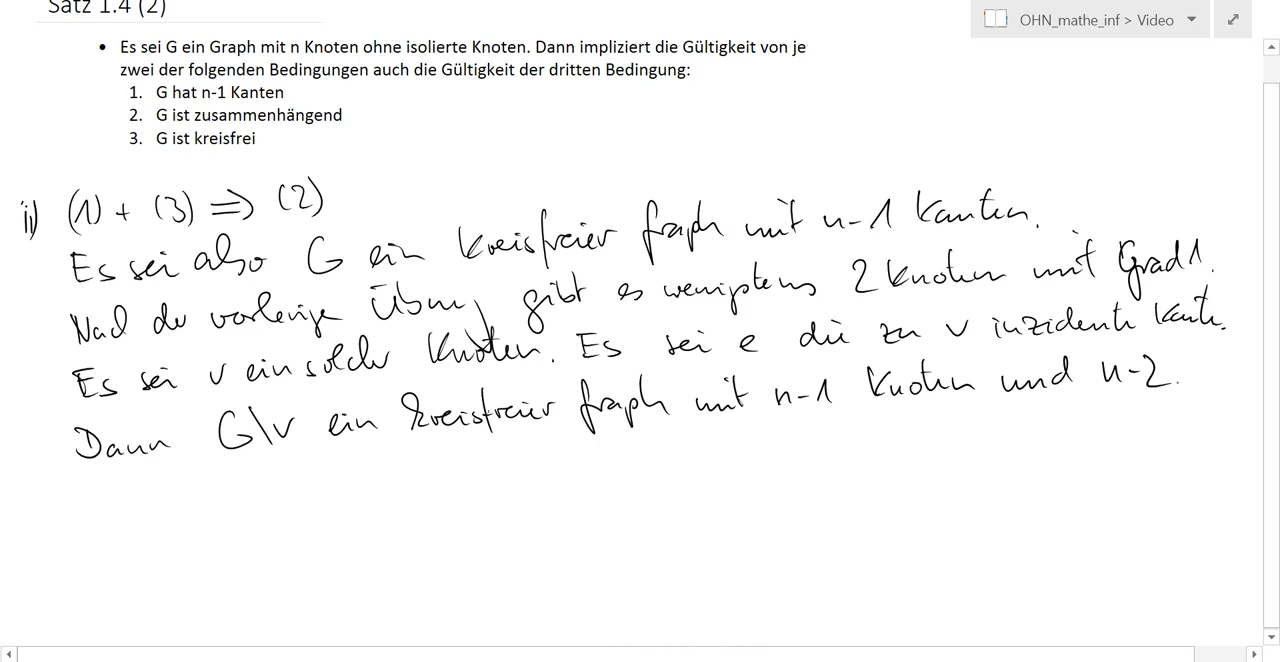 Satz 1.4 (2)
OHN_mathe_inf > Video
• Es sei G ein Graph mit n Knoten ohne isolierte Knoten. Dann impliziert die Gültigkeit von je
zwei der folgenden Bedingungen auch die Gültigkeit der dritten Bedingung:
1. G hat n-1 Kanten
2. G ist zusammenhängend
3. G ist kreisfrei
ii) (1) + (3) ⇒ (2)
Es sei also G ein kreisfreier Graph mit n-1 Kanten.
Nach der vorherige Übung gibt es wenigstens 2 Knoten mit Grad 1.
Es sei v ein solcher Knoten. Es sei e die zu v inzidente Kante.
Dann G\v ein kreisfreier Graph mit n-1 Knoten und n-2.